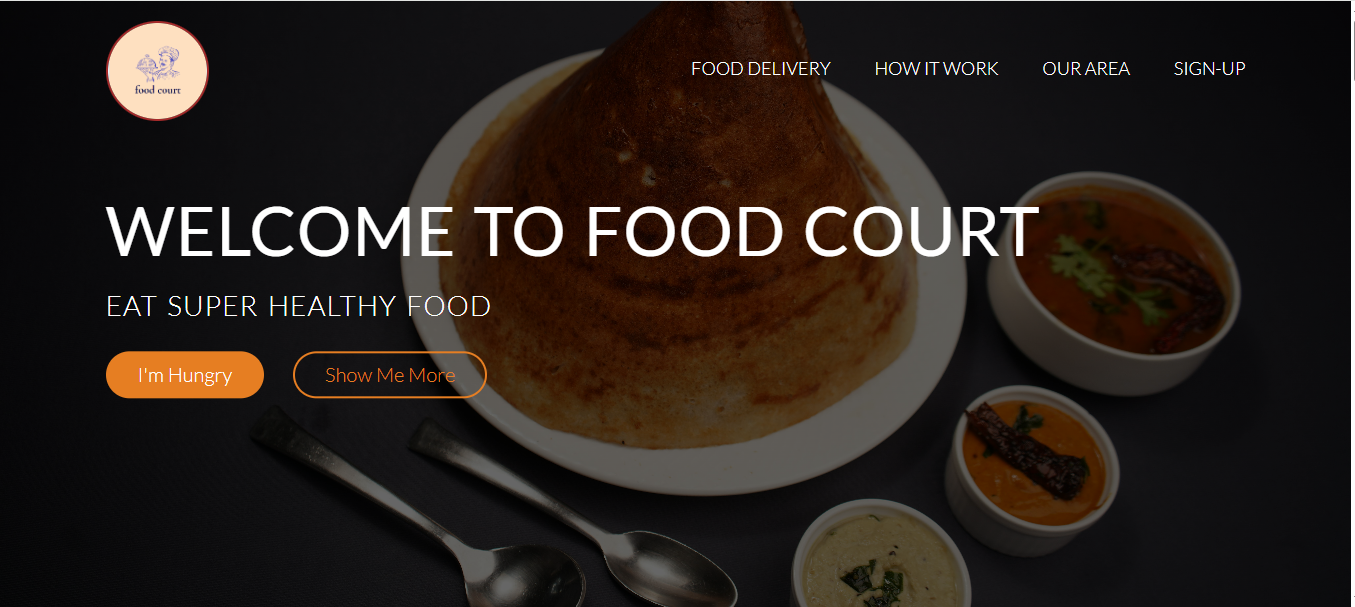 food court
FOOD DELIVERY HOW IT WORK OUR AREA SIGN-UP
WELCOME TO FOOD COURT
EAT SUPER HEALTHY FOOD
I'm Hungry Show Me More